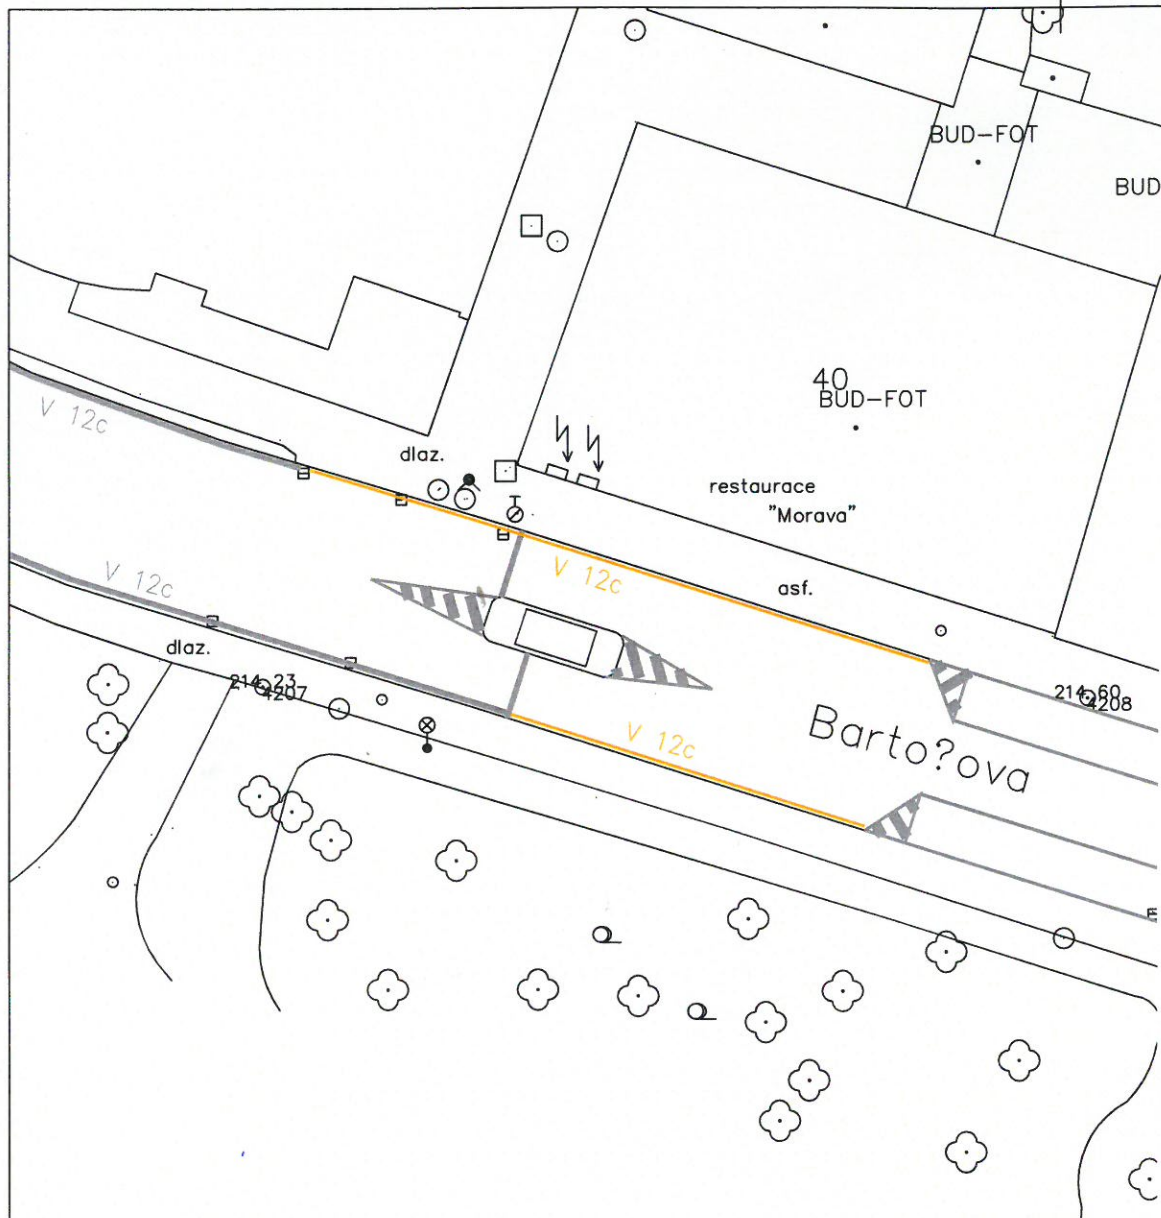 BUD-FOT
BUD
40
BUD-FOT
V 12c
dlaz.
restaurace
"Morava"
V 12c
V 12c
asf.
dlaz.
214.23
4207
214.60
4208
V 12c
Barto?ova